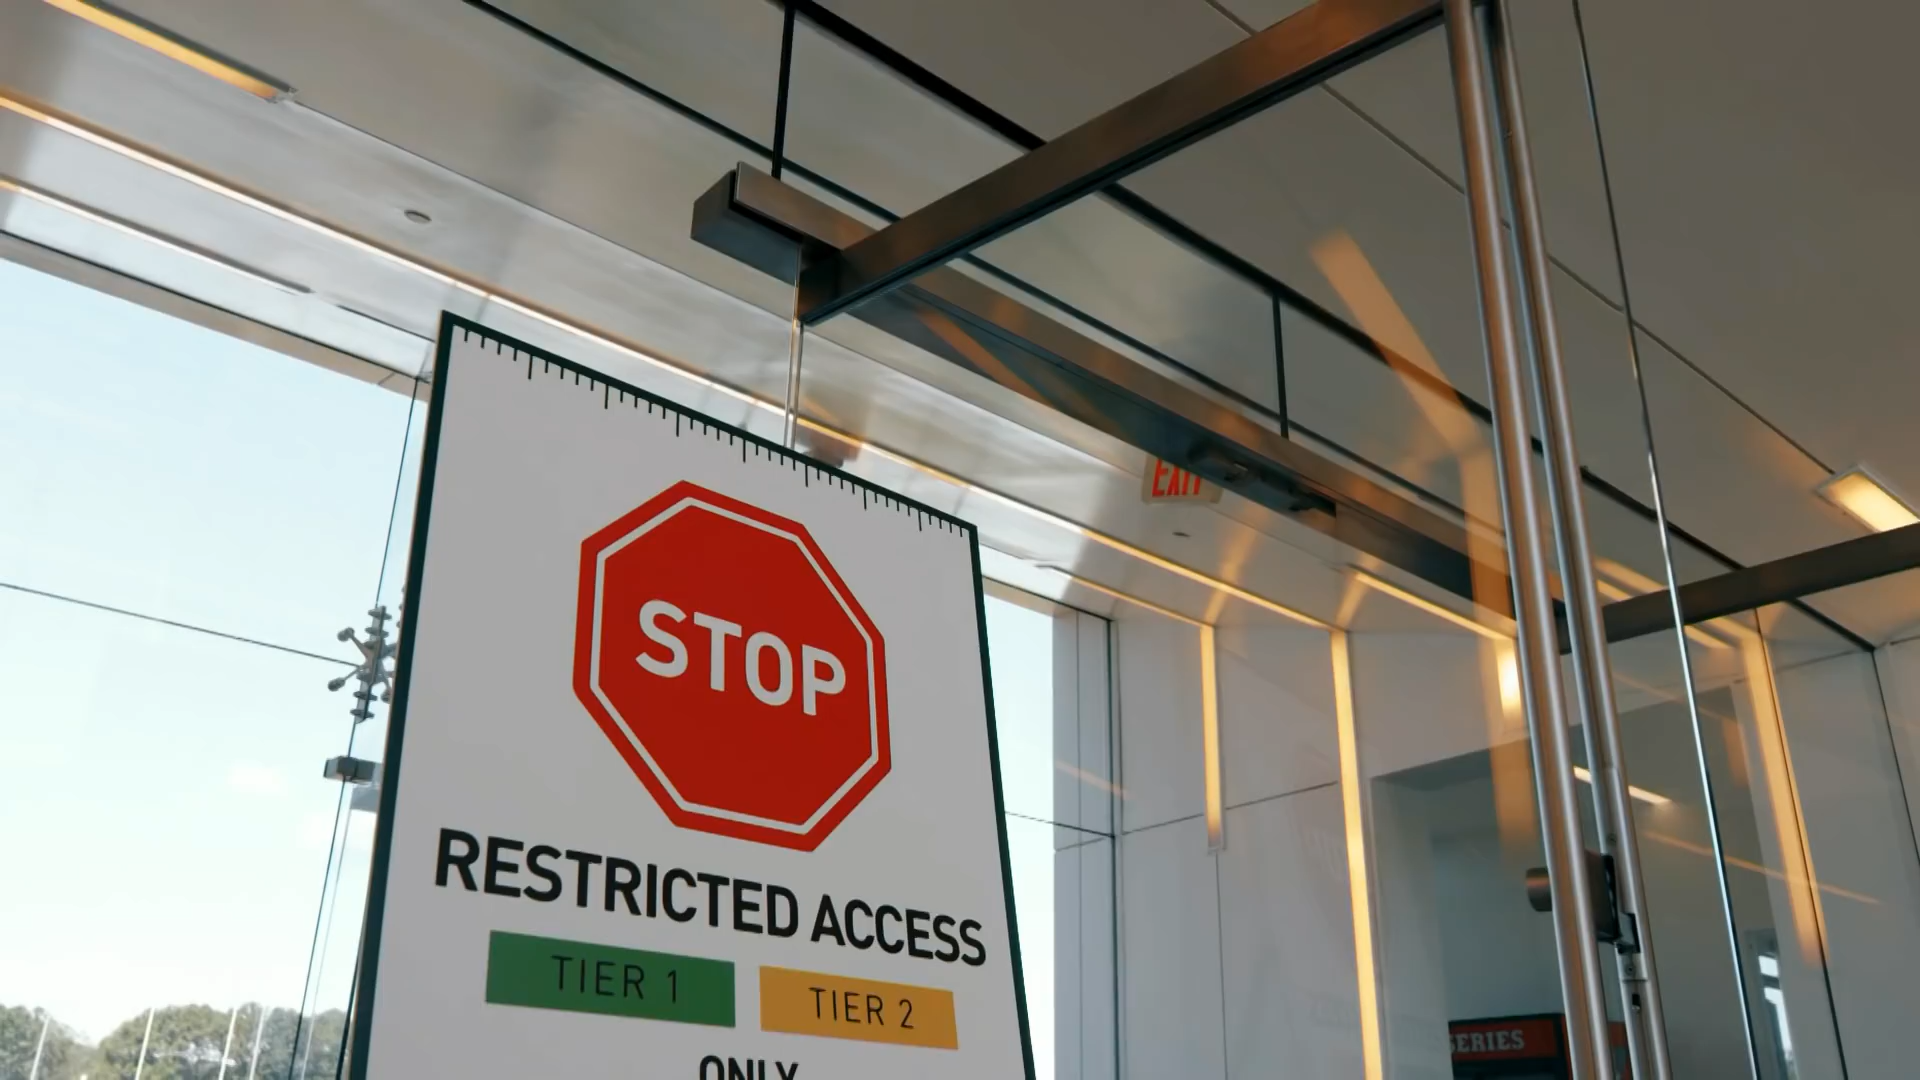 EXIT
STOP
RESTRICTED ACCESS
TIER 1 TIER 2
ONLY
SERIES